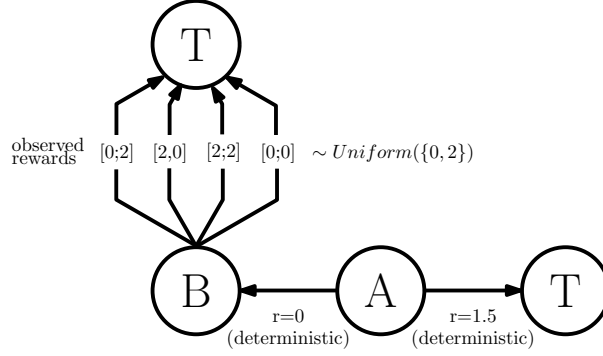 T
observed
rewards
[0;2] [2,0] [2;2] [0;0] ∼ Uniform({0, 2})
B A T
r=0 r=1.5
(deterministic) (deterministic)